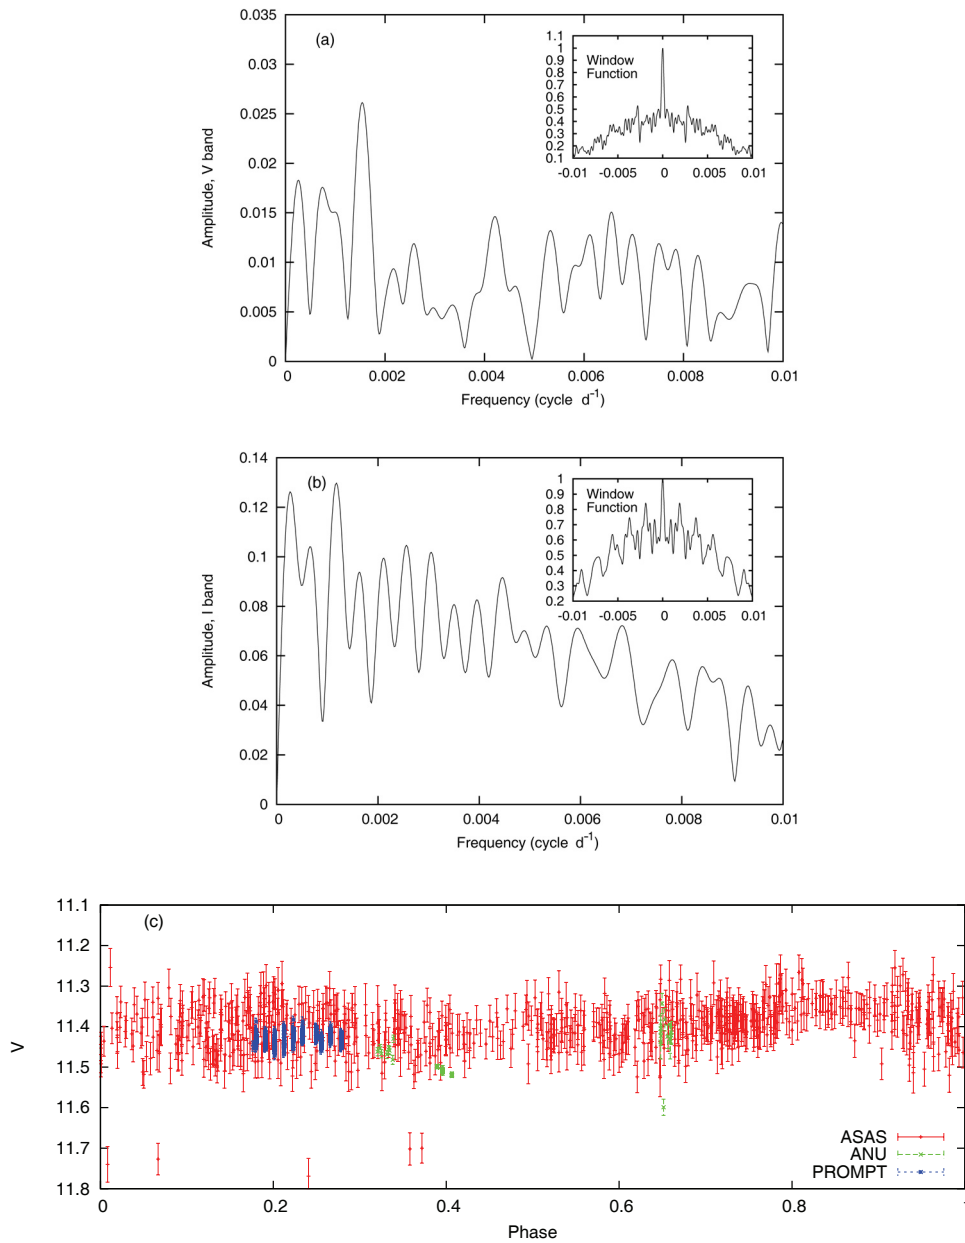 (a)
Window
Function
1.1
1
0.9
0.8
0.7
0.6
0.5
0.4
0.3
0.2
0.1
-0.01 -0.005 0 0.005 0.01
0.035
0.03
0.025
0.02
0.015
0.01
0.005
0
Amplitude, V band
0 0.002 0.004 0.006 0.008 0.01
Frequency (cycle d⁻¹)
(b)
Window
Function
1
0.9
0.8
0.7
0.6
0.5
0.4
0.3
0.2
-0.01 -0.005 0 0.005 0.01
0.14
0.12
0.1
0.08
0.06
0.04
0.02
0
Amplitude, I band
0 0.002 0.004 0.006 0.008 0.01
Frequency (cycle d⁻¹)
(c)
11.1
11.2
11.3
11.4
11.5
11.6
11.7
11.8
V
ASAS
ANU
PROMPT
0 0.2 0.4 0.6 0.8
Phase